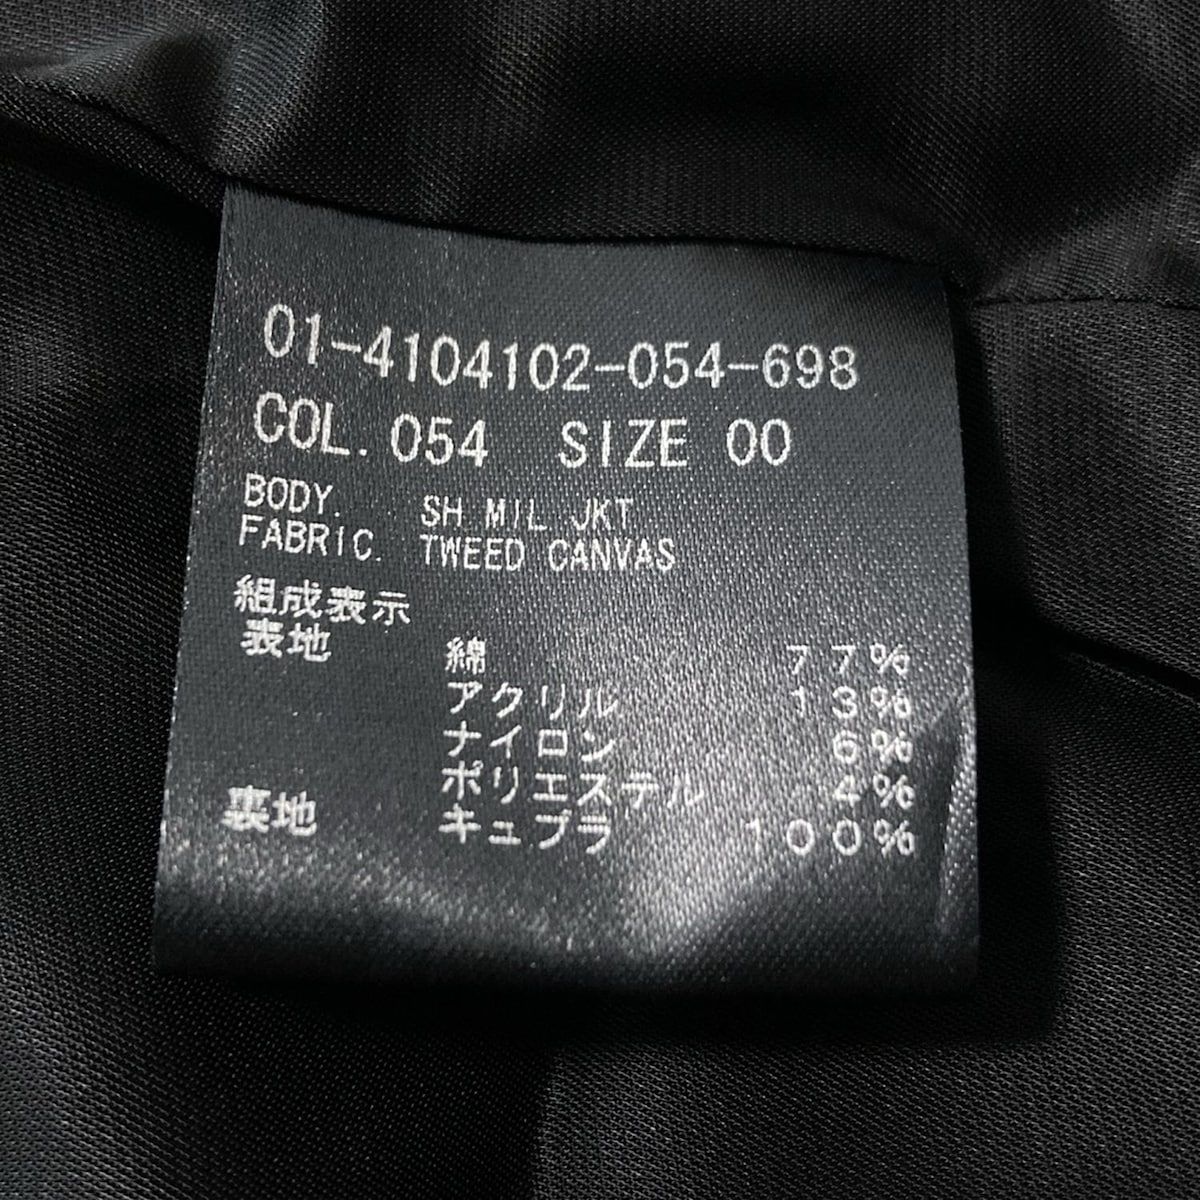 01-4104102-054-698
COL. 054 SIZE 00
BODY. SH MIL JKT
FABRIC. TWEED CANVAS
組成表示
表地 綿 77%
アクリル 13%
ナイロン 6%
ポリエステル 4%
裏地 キュプラ 100%